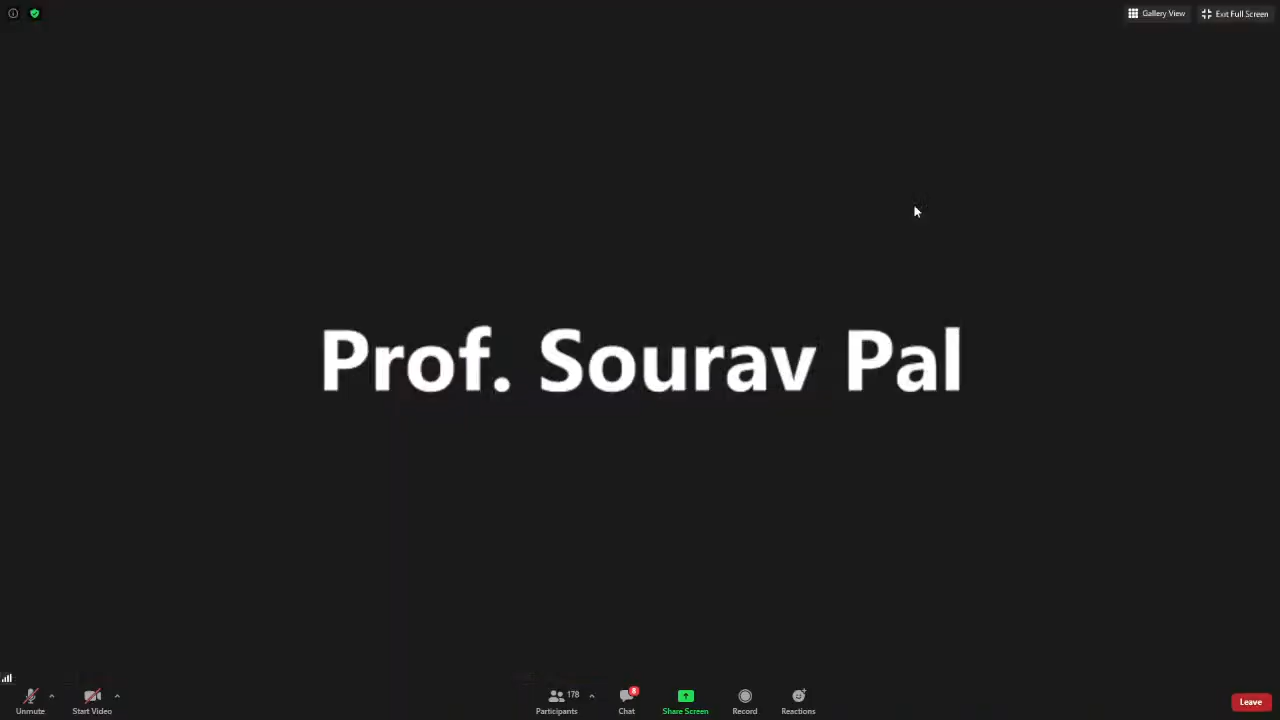 Gallery View
Exit Full Screen
Prof. Sourav Pal
Unmute
Start Video
Participants
178
Chat
8
Share Screen
Record
Reactions
Leave